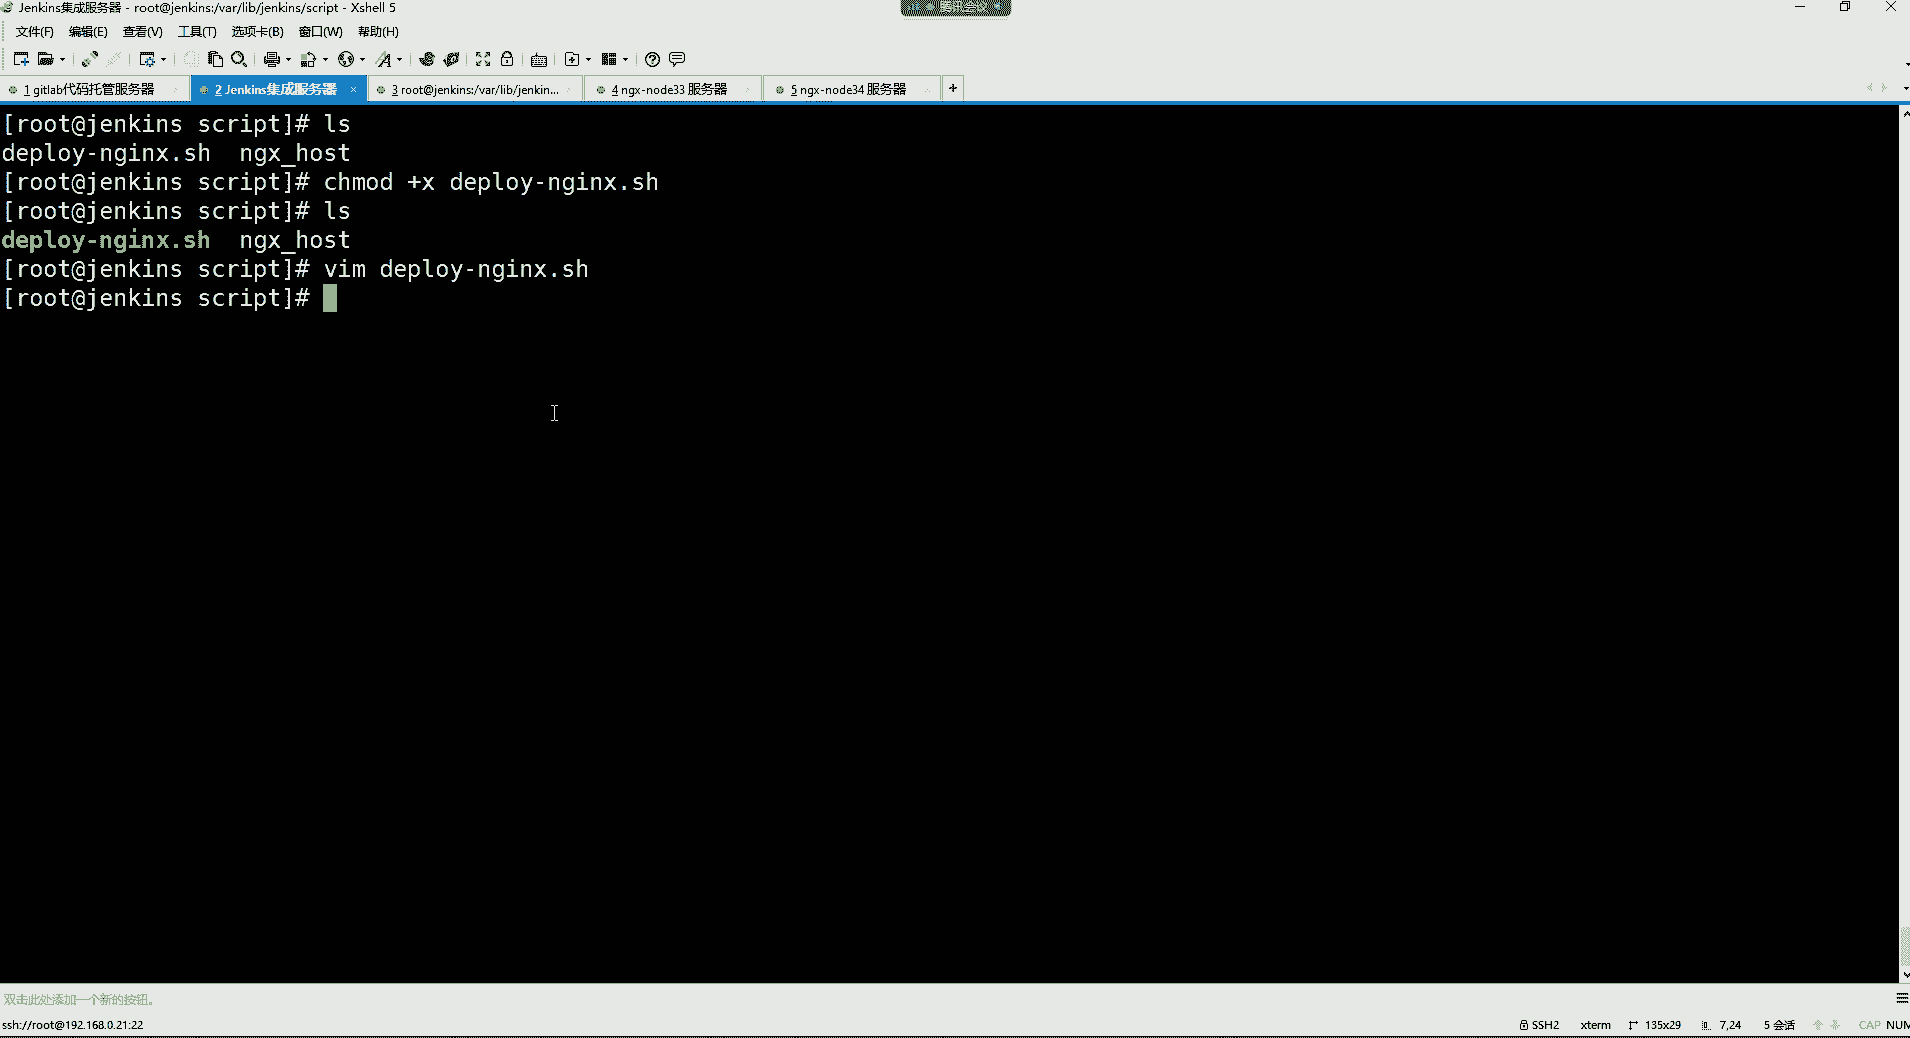 Jenkins集成服务器 - root@jenkins:/var/lib/jenkins/script - Xshell 5
腾讯会议
文件(F) 编辑(E) 查看(V) 工具(T) 选项卡(B) 窗口(W) 帮助(H)
1 gitlab代码托管服务器 2 Jenkins集成服务器 × 3 root@jenkins:/var/lib/jenkin... 4 ngx-node33 服务器 5 ngx-node34 服务器 +
[root@jenkins script]# ls
deploy-nginx.sh  ngx_host
[root@jenkins script]# chmod +x deploy-nginx.sh
[root@jenkins script]# ls
deploy-nginx.sh  ngx_host
[root@jenkins script]# vim deploy-nginx.sh
[root@jenkins script]#
双击此处添加一个新的按钮。
ssh://root@192.168.0.21:22 SSH2 xterm 135x29 7,24 5 会话 CAP NUM